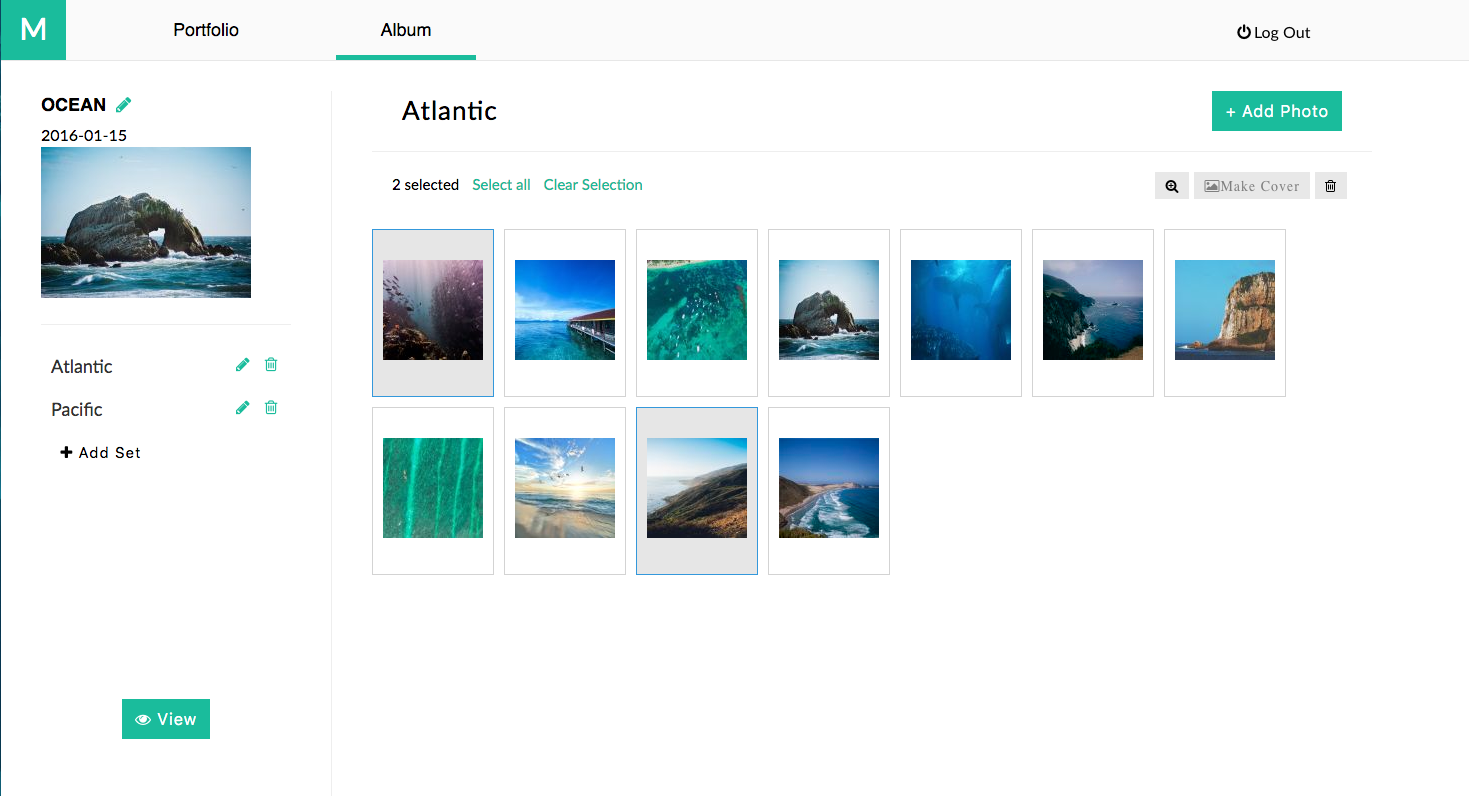 M
Portfolio
Album
Log Out
OCEAN
2016-01-15
Atlantic
Pacific
+ Add Set
View
Atlantic
+ Add Photo
2 selected Select all Clear Selection
Make Cover